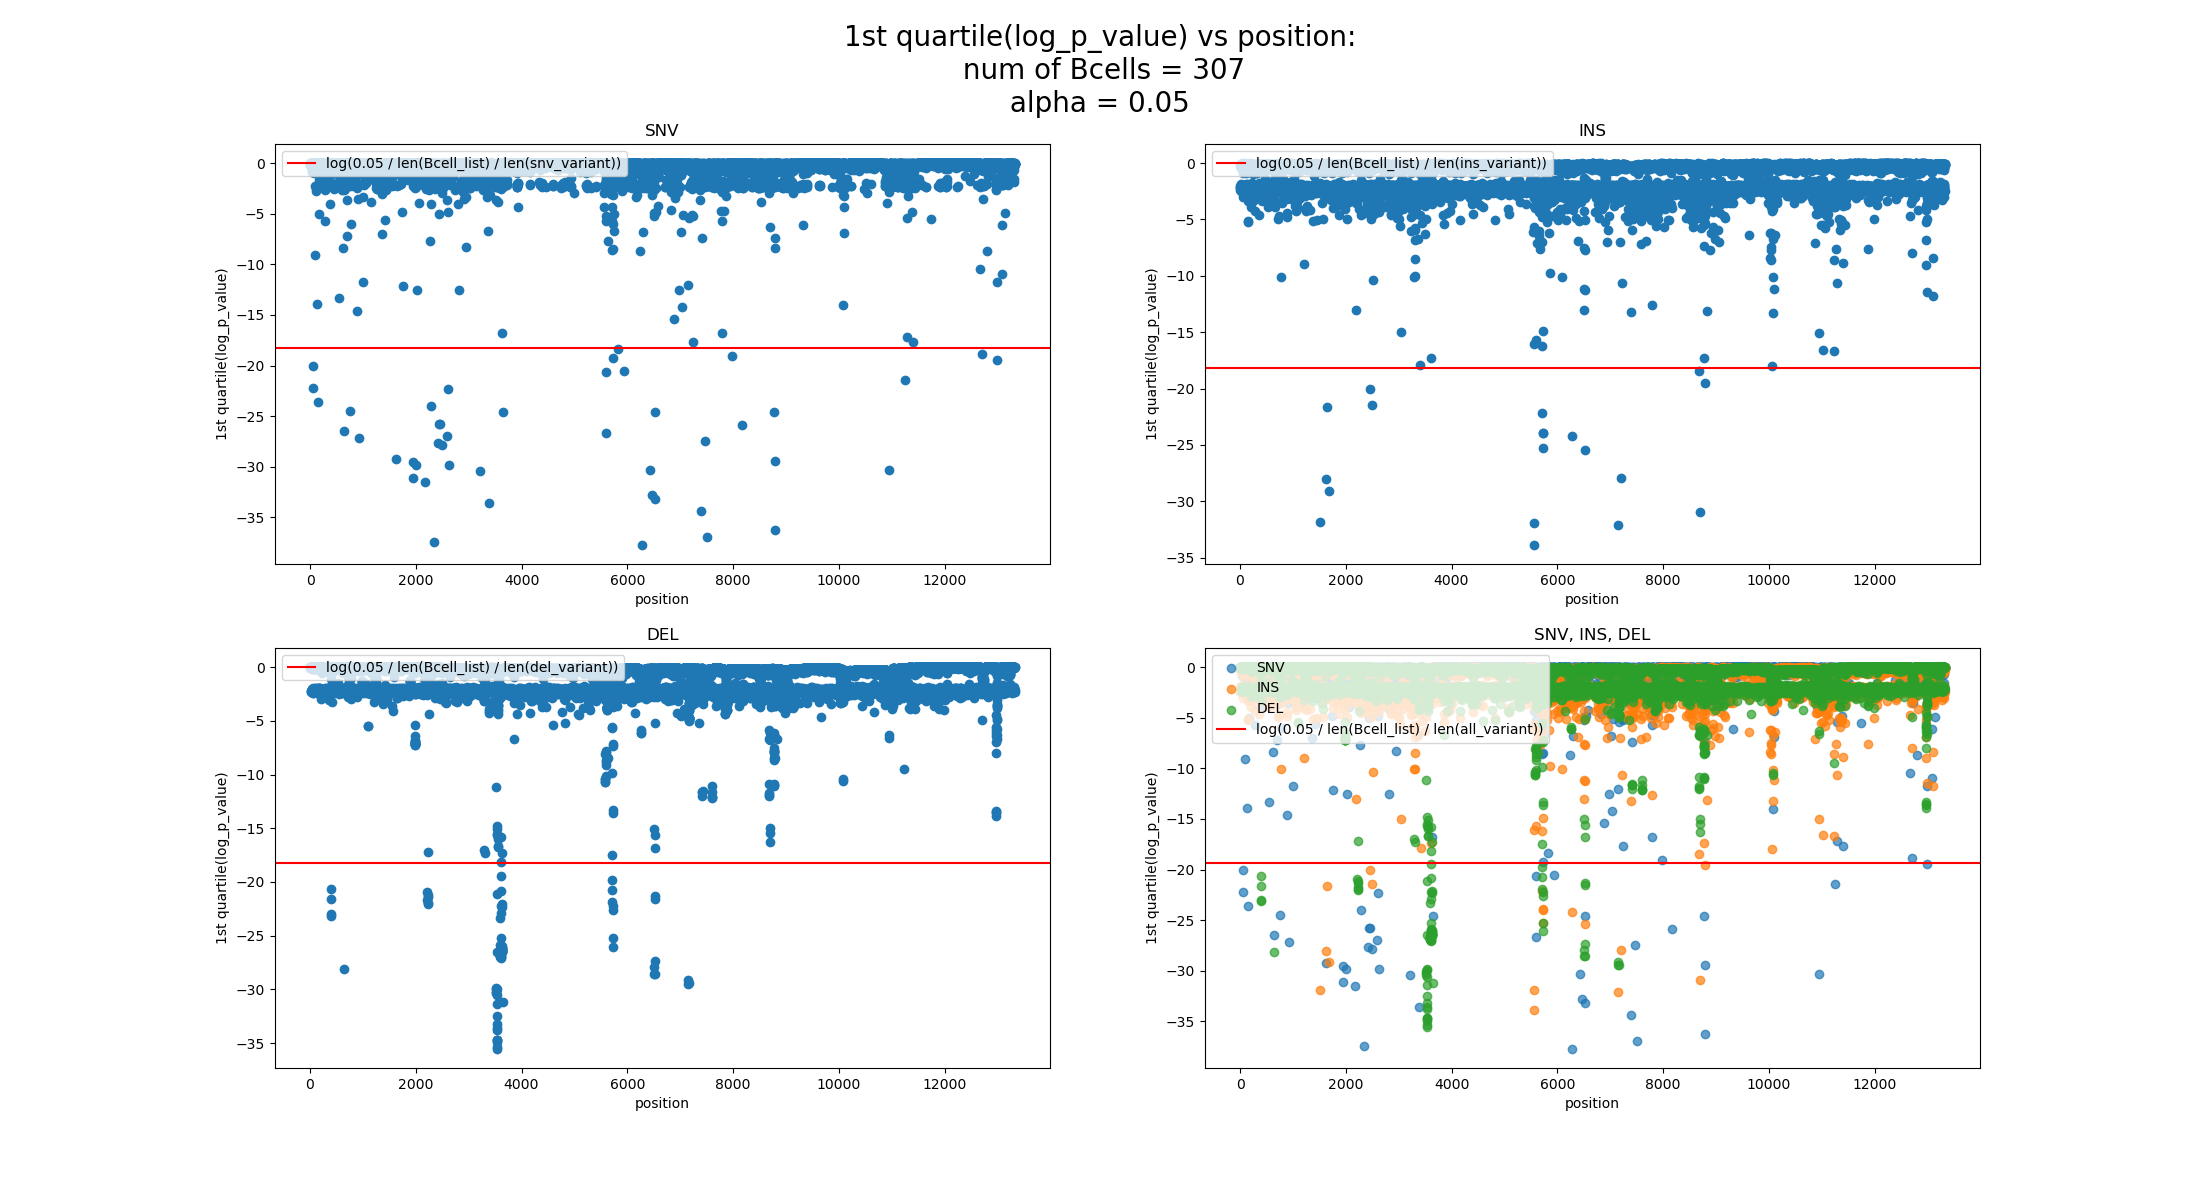 1st quartile(log_p_value) vs position:
num of Bcells = 307
alpha = 0.05
SNV
log(0.05 / len(Bcell_list) / len(snv_variant))
1st quartile(log_p_value)
0
−5
−10
−15
−20
−25
−30
−35
0 2000 4000 6000 8000 10000 12000
position
INS
log(0.05 / len(Bcell_list) / len(ins_variant))
1st quartile(log_p_value)
0
−5
−10
−15
−20
−25
−30
−35
0 2000 4000 6000 8000 10000 12000
position
DEL
log(0.05 / len(Bcell_list) / len(del_variant))
1st quartile(log_p_value)
0
−5
−10
−15
−20
−25
−30
−35
0 2000 4000 6000 8000 10000 12000
position
SNV, INS, DEL
SNV
INS
DEL
log(0.05 / len(Bcell_list) / len(all_variant))
1st quartile(log_p_value)
0
−5
−10
−15
−20
−25
−30
−35
0 2000 4000 6000 8000 10000 12000
position